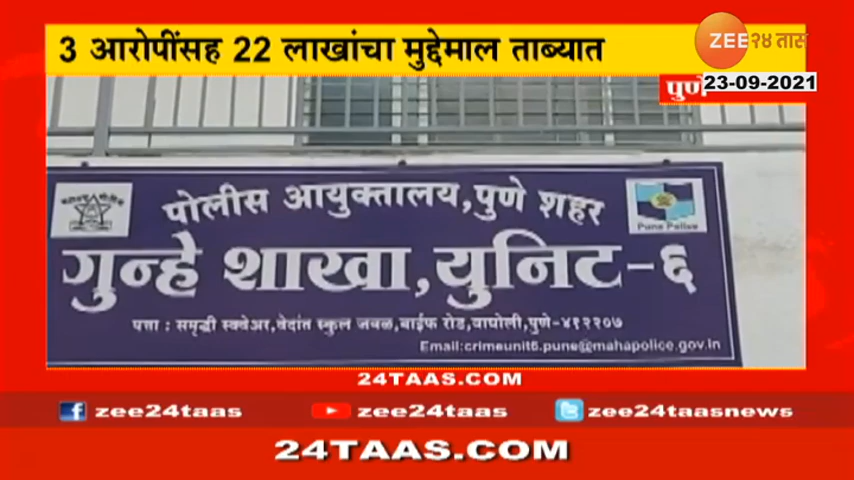 3 आरोपींसह 22 लाखांचा मुद्देमाल ताब्यात
ZEE २४ तास
पुणे
23-09-2021
पोलीस आयुक्तालय, पुणे शहर
Pune Police
गुन्हे शाखा, युनिट-६
पत्ता : समृद्धी स्क्वेअर, वेदांत स्कुल जवळ, बाईफ रोड, वाघोली, पुणे-४१२२०७
Email:crimeunit6.pune@mahapolice.gov.in
24TAAS.COM
zee24taas zee24taas zee24taasnews
24TAAS.COM